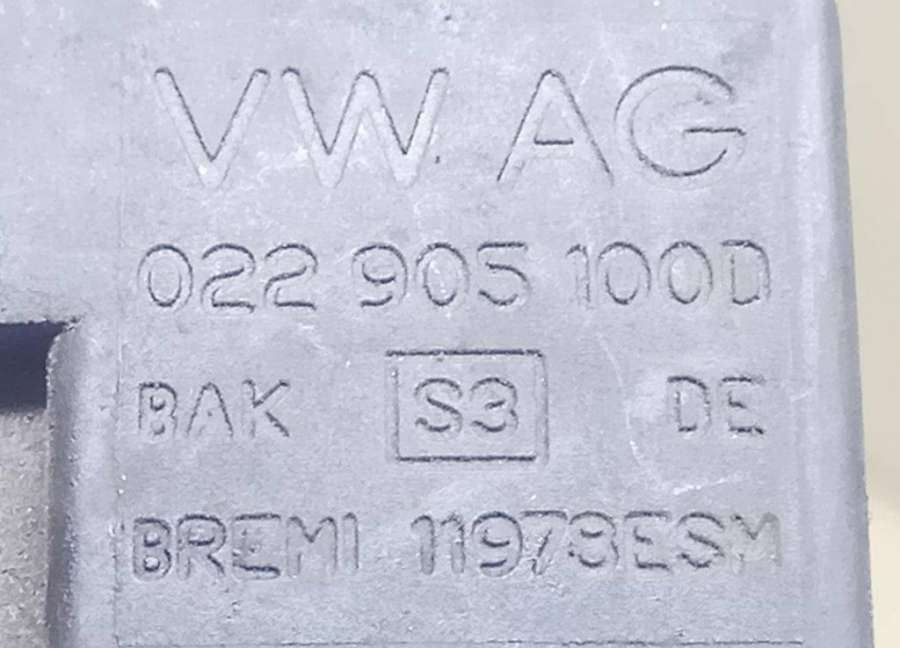 VW AG
022 905 100D
BAK S3 DE
BREMI 11978ESM